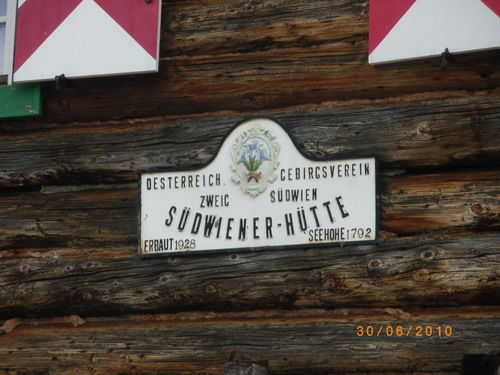 OESTERREICH. GEBIRGSVEREIN
ZWEIG SÜDWIEN
SÜDWIENER-HÜTTE
ERBAUT 1928 SEEHÖHE 1792
30/06/2010